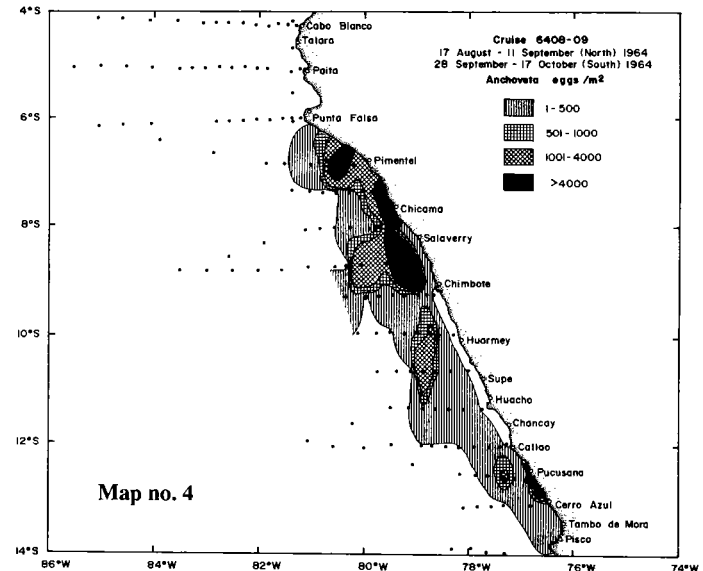 Cruise 6408-09
17 August - 11 September (North) 1964
28 September - 17 October (South) 1964
Anchoveta eggs /m²
1-500
501-1000
1001-4000
>4000
4°S
6°S
8°S
10°S
12°S
14°S
Cabo Blanco
Talara
Paita
Punta Falsa
Pimentel
Chicama
Salaverry
Chimbote
Huarmey
Supe
Huacho
Chancay
Callao
Pucusana
Cerro Azul
Tambo de Mora
Pisco
Map no. 4
86°W 84°W 82°W 80°W 78°W 76°W 74°W